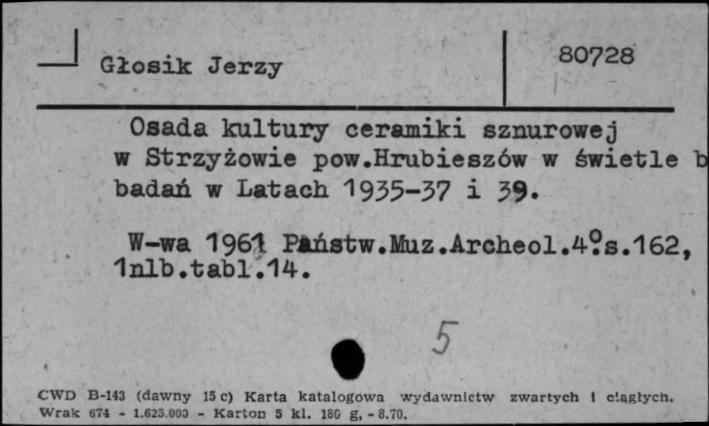 Głosik Jerzy
80728
Osada kultury ceramiki sznurowej
w Strzyżowie pow.Hrubieszów w świetle b
badań w Latach 1935-37 i 39.
W-wa 1961 Państw.Muz.Archeol.4°.s.162,
1nlb.tabl.14.
5
CWD B-143 (dawny 15 c) Karta katalogowa wydawnictw zwartych i ciągłych.
Wrak 674 - 1.625.000 - Karton 5 kl. 180 g, - 8.70.